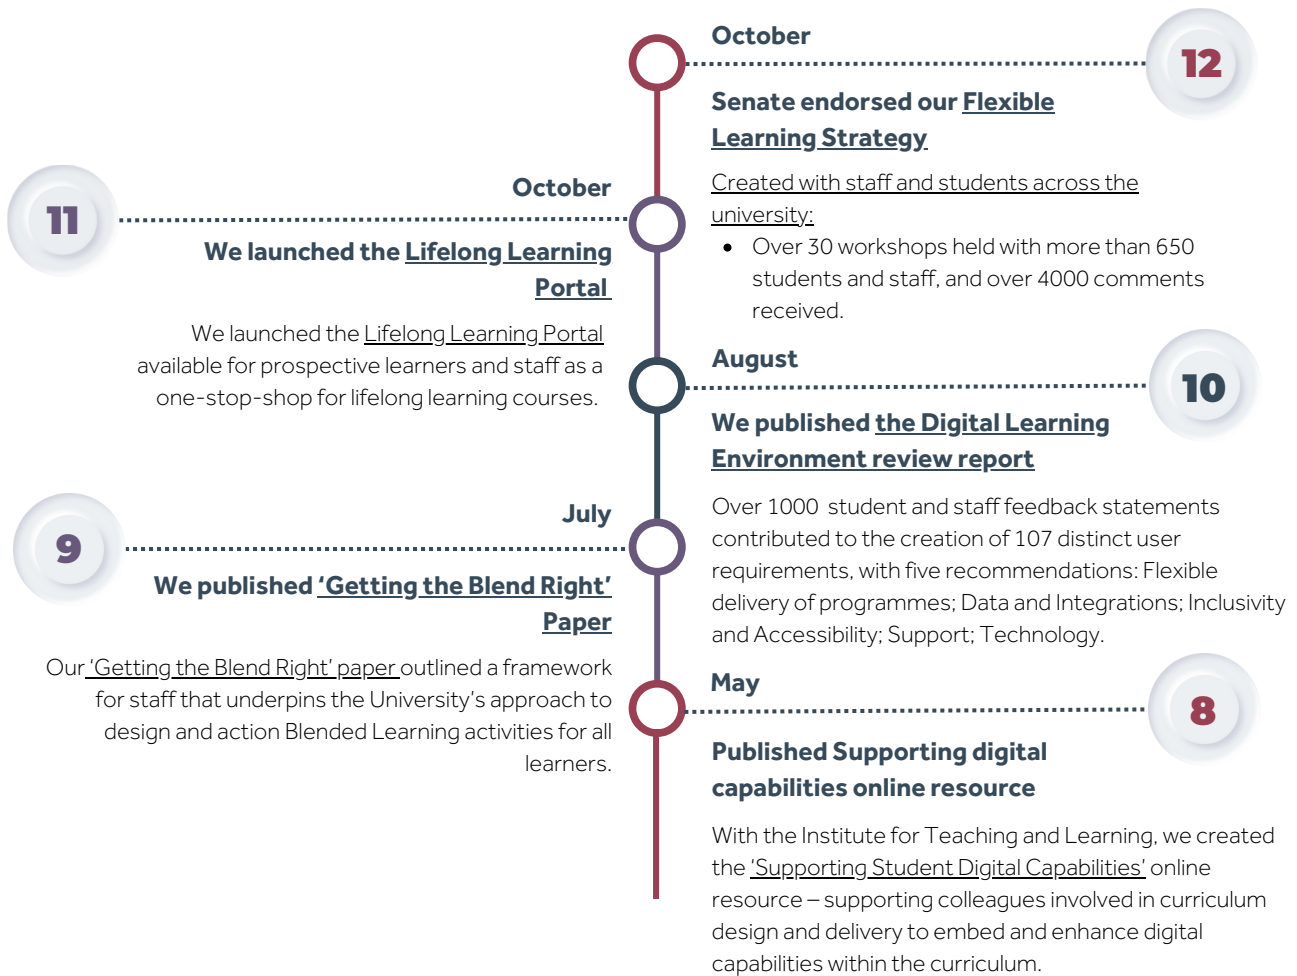 October
12
Senate endorsed our Flexible
Learning Strategy
Created with staff and students across the
university:
• Over 30 workshops held with more than 650
students and staff, and over 4000 comments
received.
October
11
We launched the Lifelong Learning
Portal
We launched the Lifelong Learning Portal
available for prospective learners and staff as a
one-stop-shop for lifelong learning courses.
August
10
We published the Digital Learning
Environment review report
Over 1000 student and staff feedback statements
contributed to the creation of 107 distinct user
requirements, with five recommendations: Flexible
delivery of programmes; Data and Integrations; Inclusivity
and Accessibility; Support; Technology.
July
9
We published ‘Getting the Blend Right’
Paper
Our ‘Getting the Blend Right’ paper outlined a framework
for staff that underpins the University’s approach to
design and action Blended Learning activities for all
learners.
May
8
Published Supporting digital
capabilities online resource
With the Institute for Teaching and Learning, we created
the ‘Supporting Student Digital Capabilities’ online
resource – supporting colleagues involved in curriculum
design and delivery to embed and enhance digital
capabilities within the curriculum.